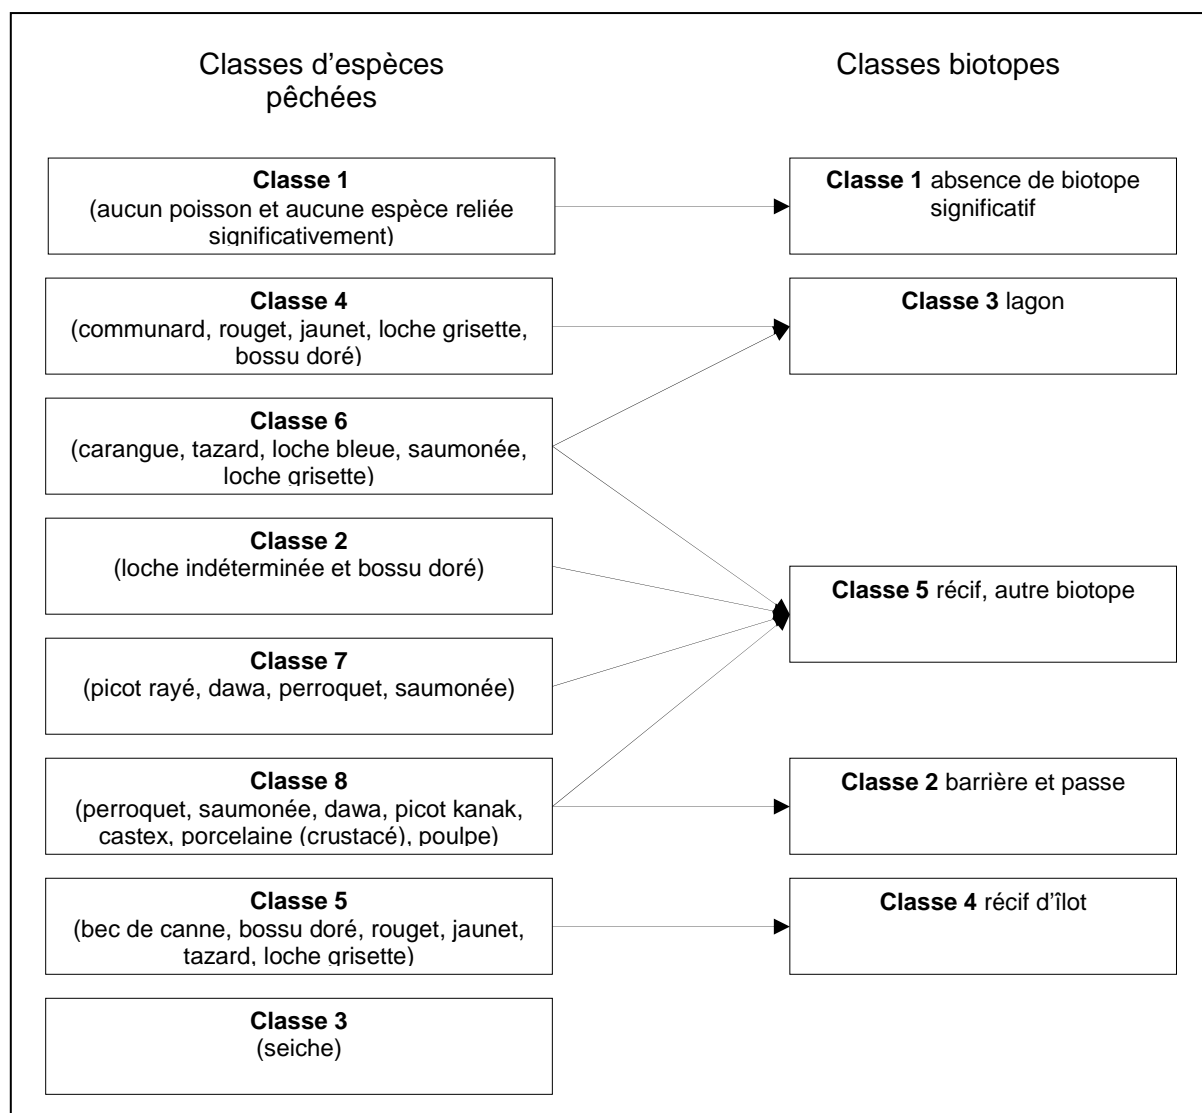 Classes d’espèces
pêchées
Classes biotopes
Classe 1
(aucun poisson et aucune espèce reliée
significativement)
Classe 1 absence de biotope
significatif
Classe 4
(communard, rouget, jaunet, loche grisette,
bossu doré)
Classe 3 lagon
Classe 6
(carangue, tazard, loche bleue, saumonée,
loche grisette)
Classe 2
(loche indéterminée et bossu doré)
Classe 5 récif, autre biotope
Classe 7
(picot rayé, dawa, perroquet, saumonée)
Classe 8
(perroquet, saumonée, dawa, picot kanak,
castex, porcelaine (crustacé), poulpe)
Classe 2 barrière et passe
Classe 5
(bec de canne, bossu doré, rouget, jaunet,
tazard, loche grisette)
Classe 4 récif d’îlot
Classe 3
(seiche)